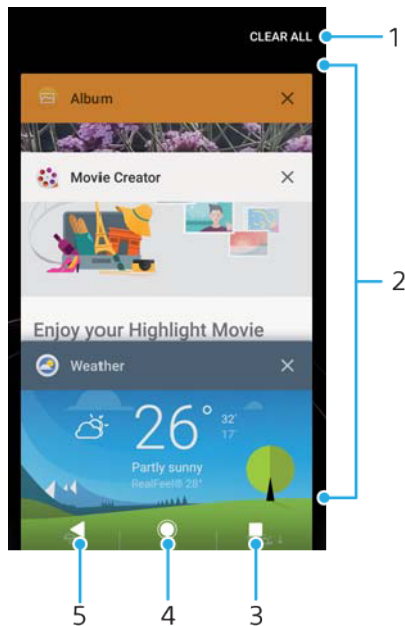 CLEAR ALL
1
Album
Movie Creator
2
Enjoy your Highlight Movie
Weather
26° 32°
17°
Partly sunny
RealFeel® 28°
5 4 3